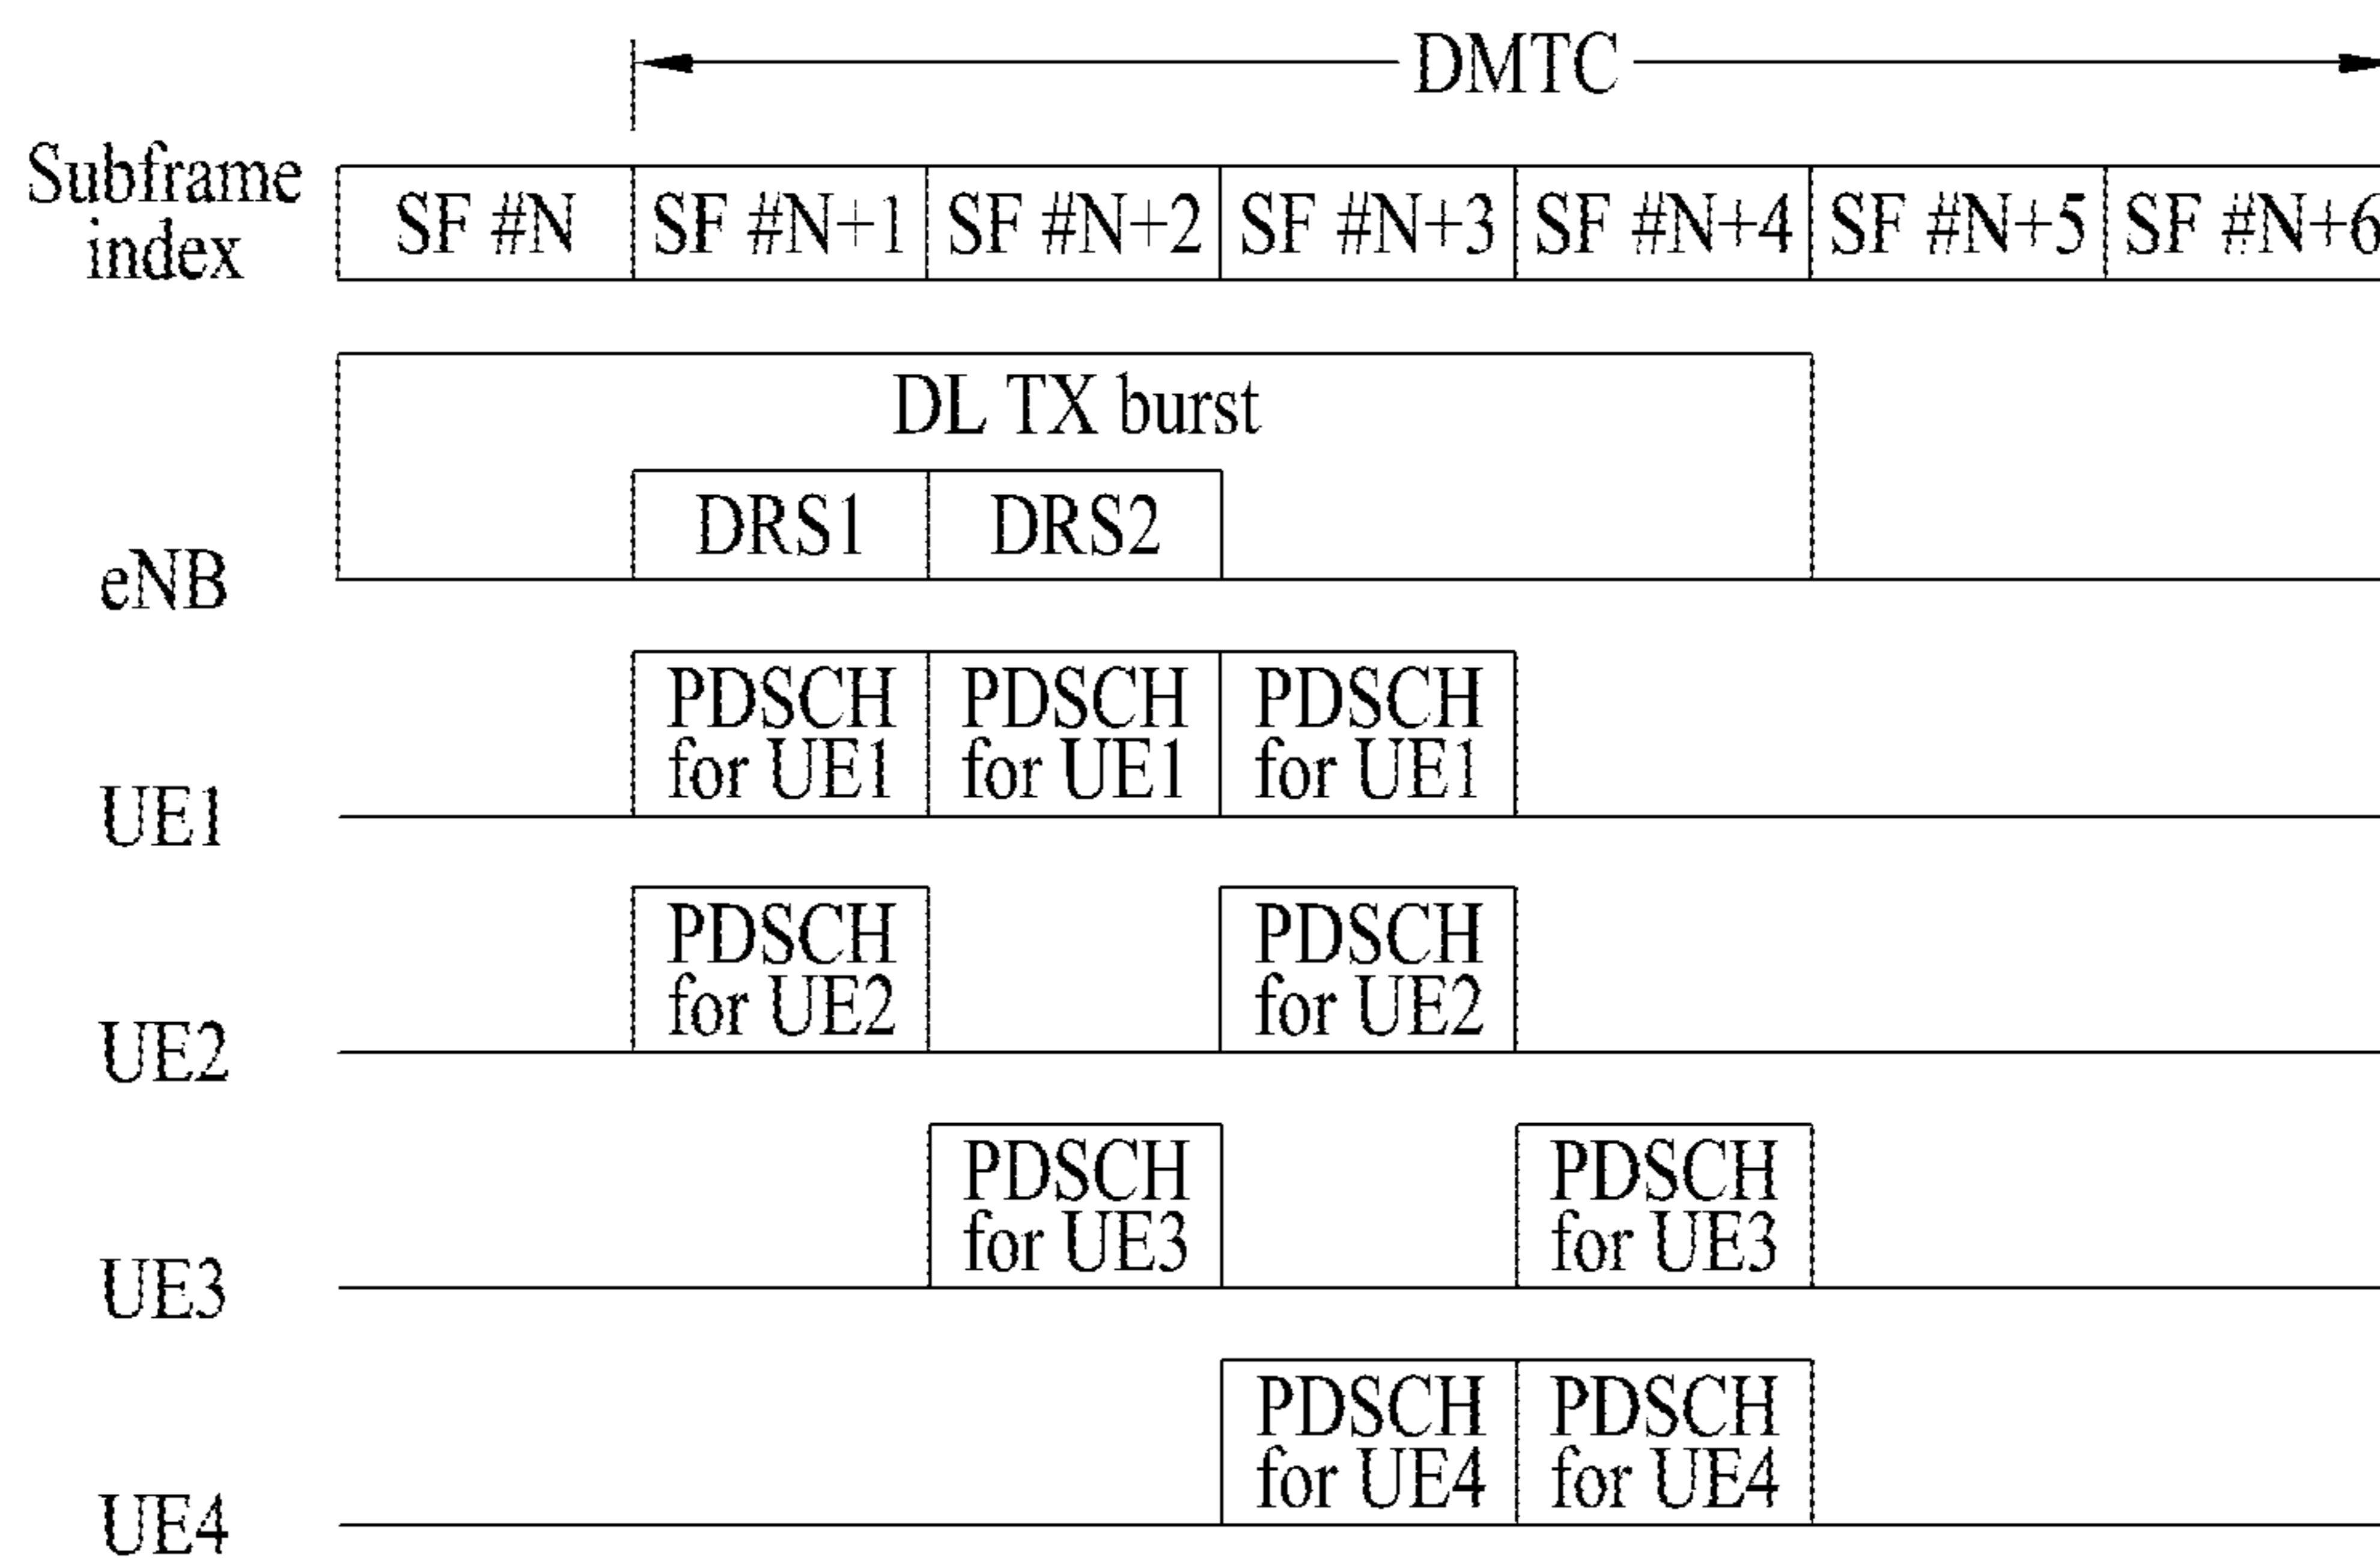 DMTC
Subframe
index
SF #N SF #N+1 SF #N+2 SF #N+3 SF #N+4 SF #N+5 SF #N+6
DL TX burst
DRS1 DRS2
eNB
PDSCH PDSCH PDSCH
for UE1 for UE1 for UE1
UE1
PDSCH PDSCH
for UE2 for UE2
UE2
PDSCH PDSCH
for UE3 for UE3
UE3
PDSCH PDSCH
for UE4 for UE4
UE4